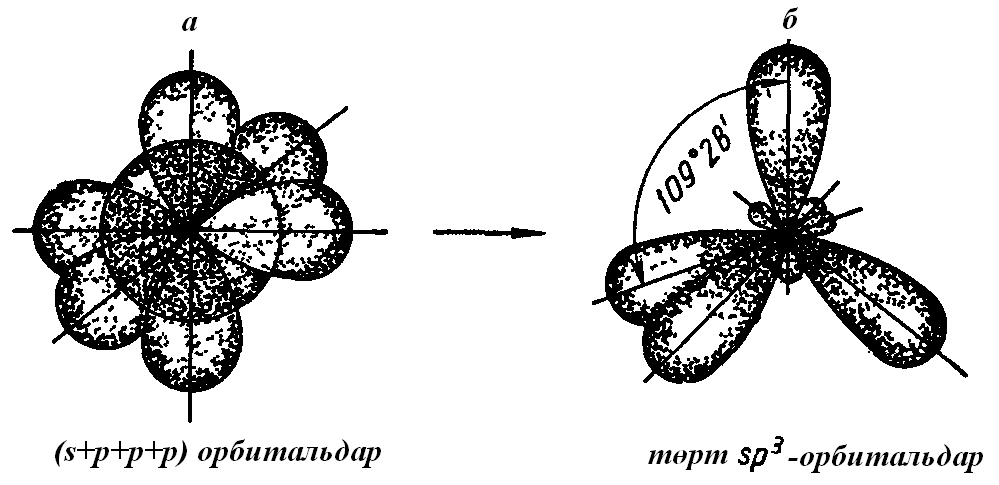 а
б
109°28'
(s+p+p+p) орбитальдар
төрт sp³-орбитальдар